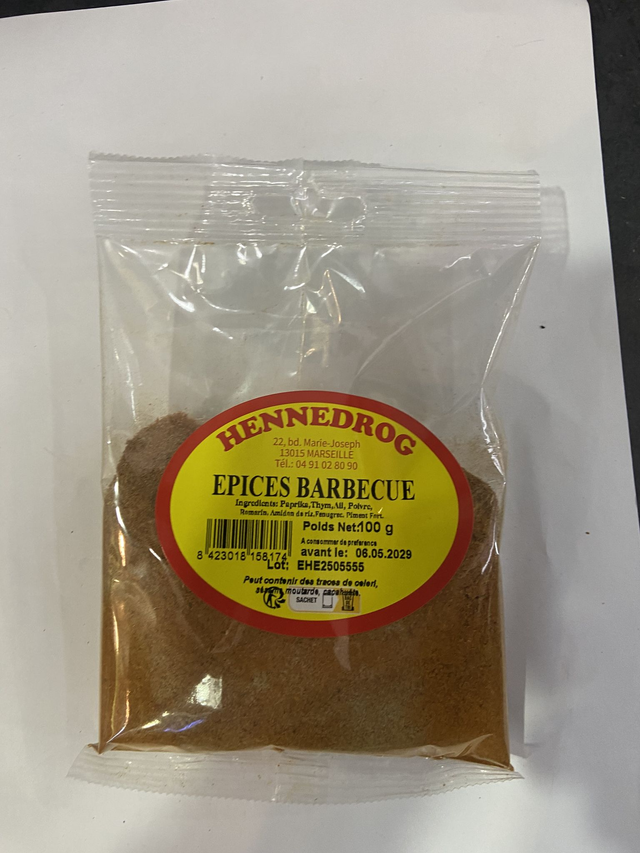 HENNEDROG
22, bd. Marie-Joseph
13015 MARSEILLE
Tél.: 04 91 02 80 90
EPICES BARBECUE
Ingredients: Paprika,Thym,Ail, Poivre,
Romarin, Amidon de riz,Fenugrec, Piment Fort.
Poids Net:100 g
A consommer de preference
avant le: 06.05.2029
8 423018 158174
Lot: EHE2505555
Peut contenir des traces de celeri,
sésame, moutarde, cacahuète.
SACHET